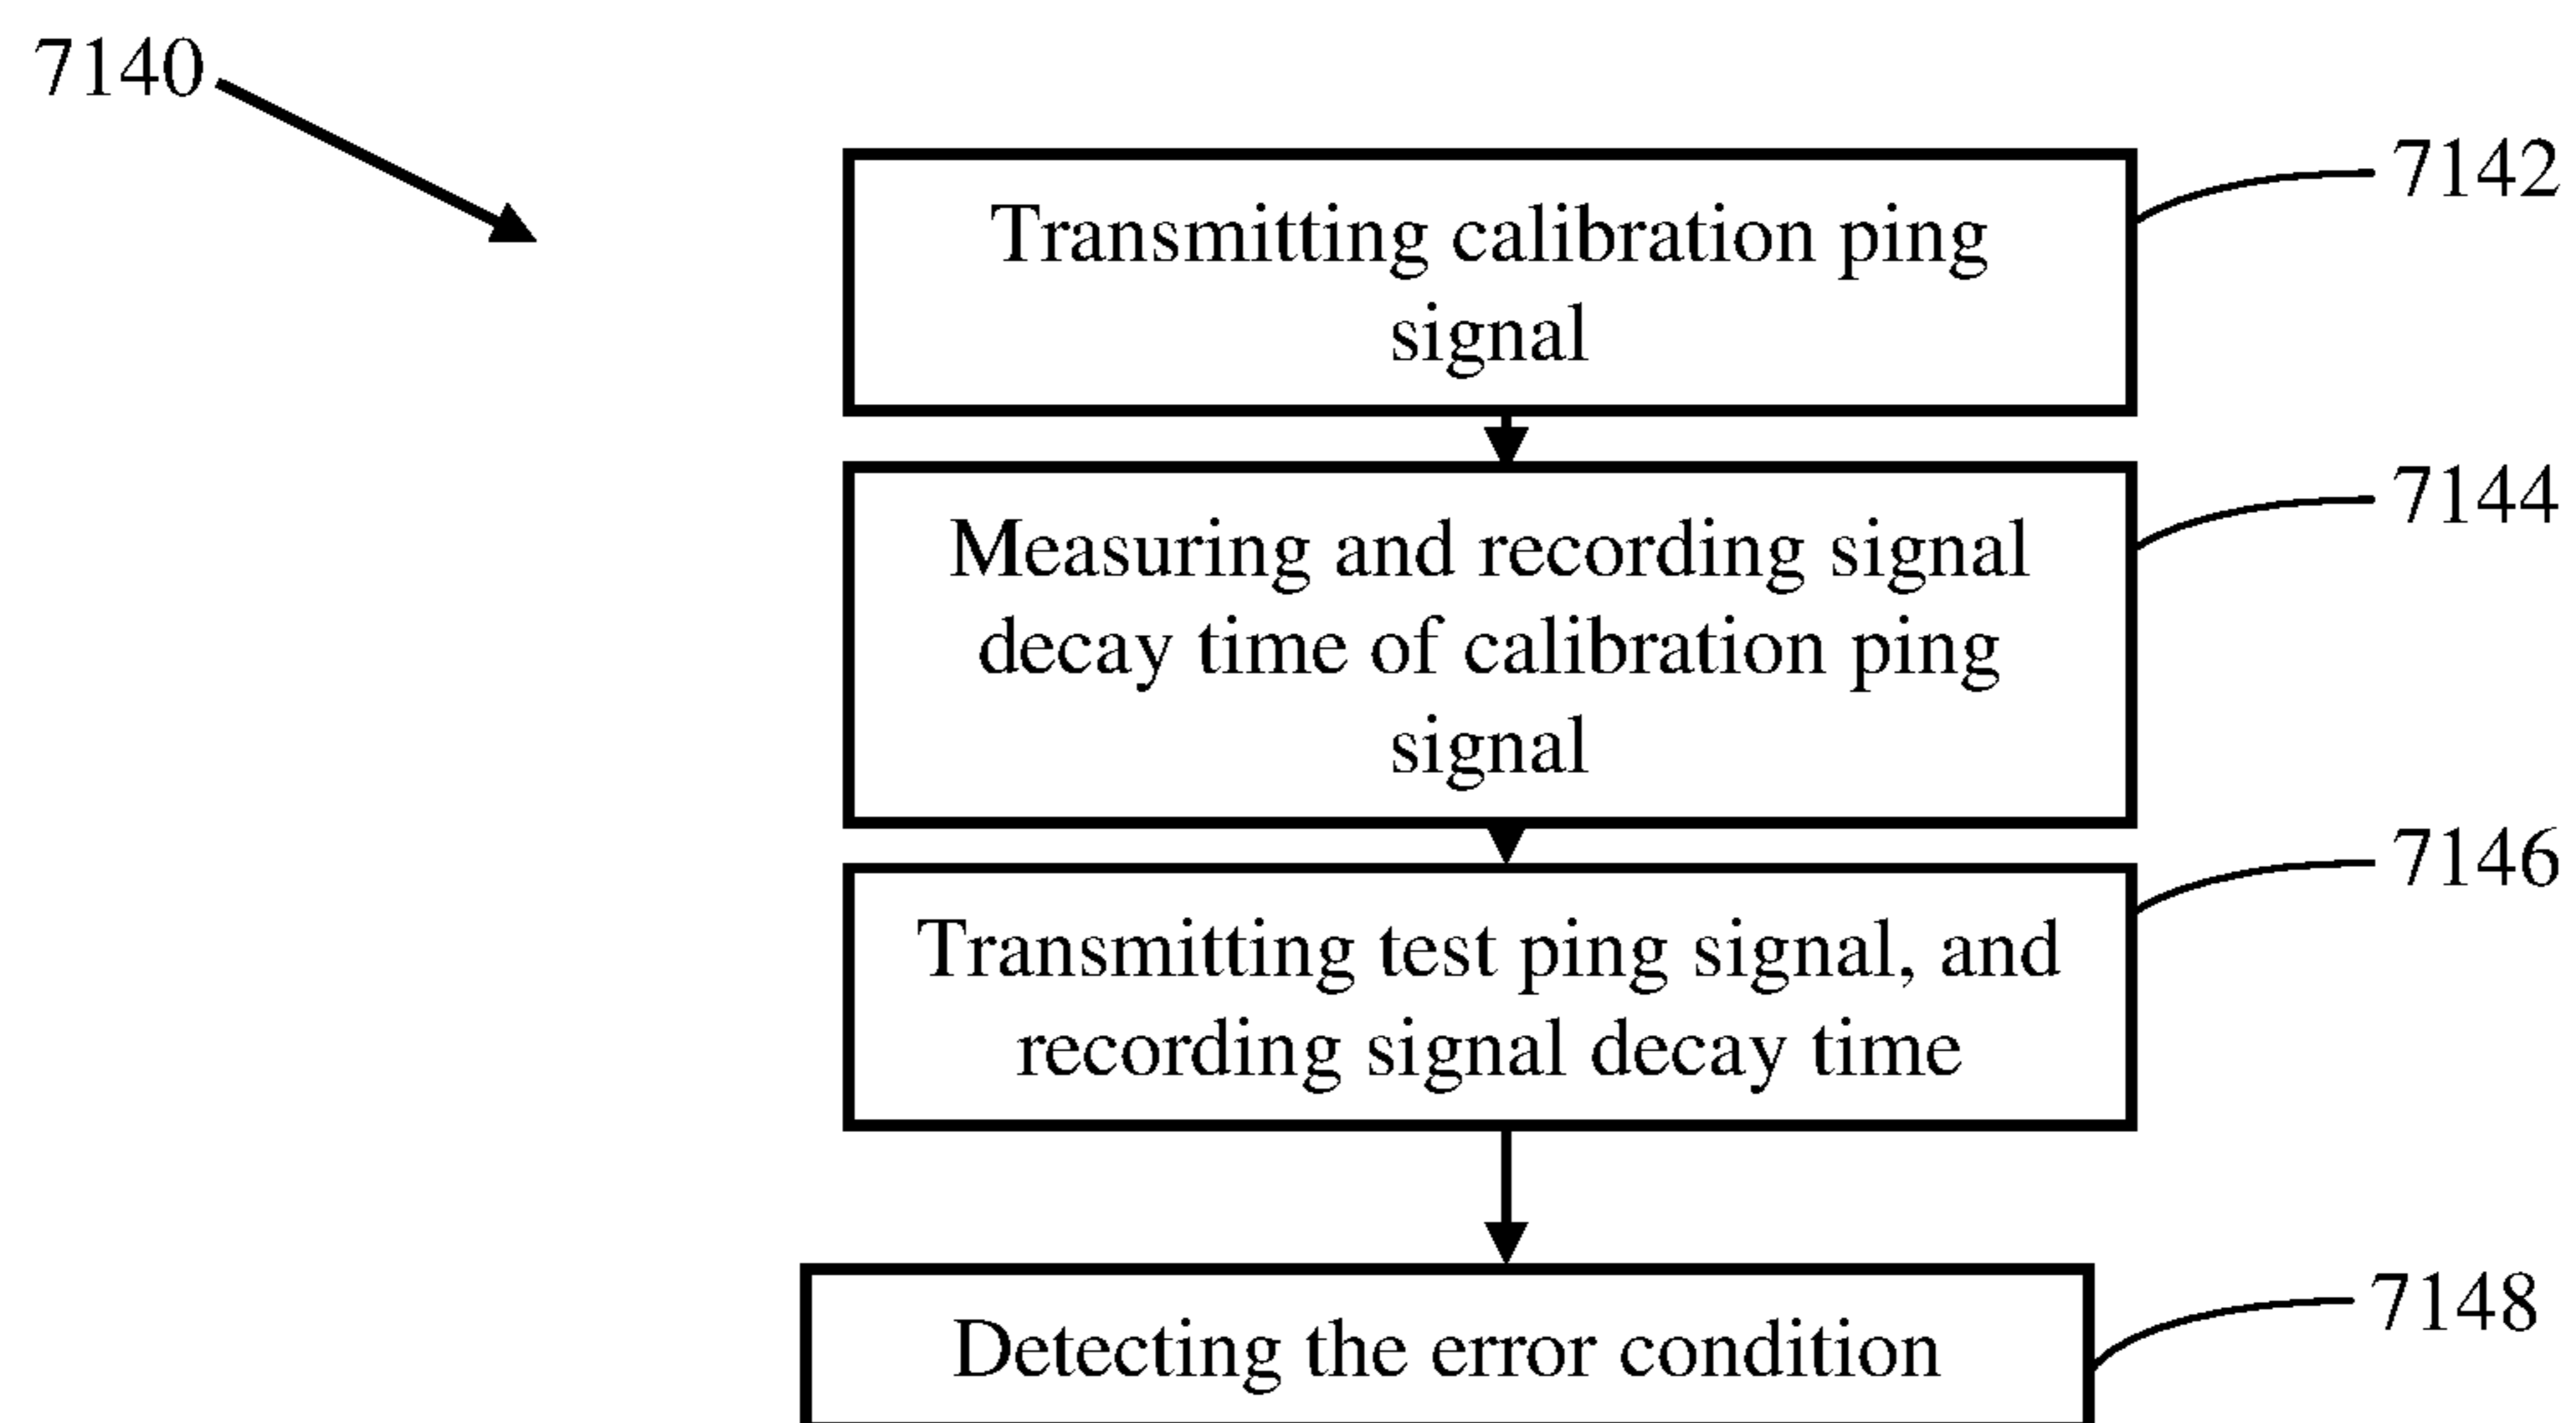 7140
7142
Transmitting calibration ping
signal
7144
Measuring and recording signal
decay time of calibration ping
signal
7146
Transmitting test ping signal, and
recording signal decay time
7148
Detecting the error condition